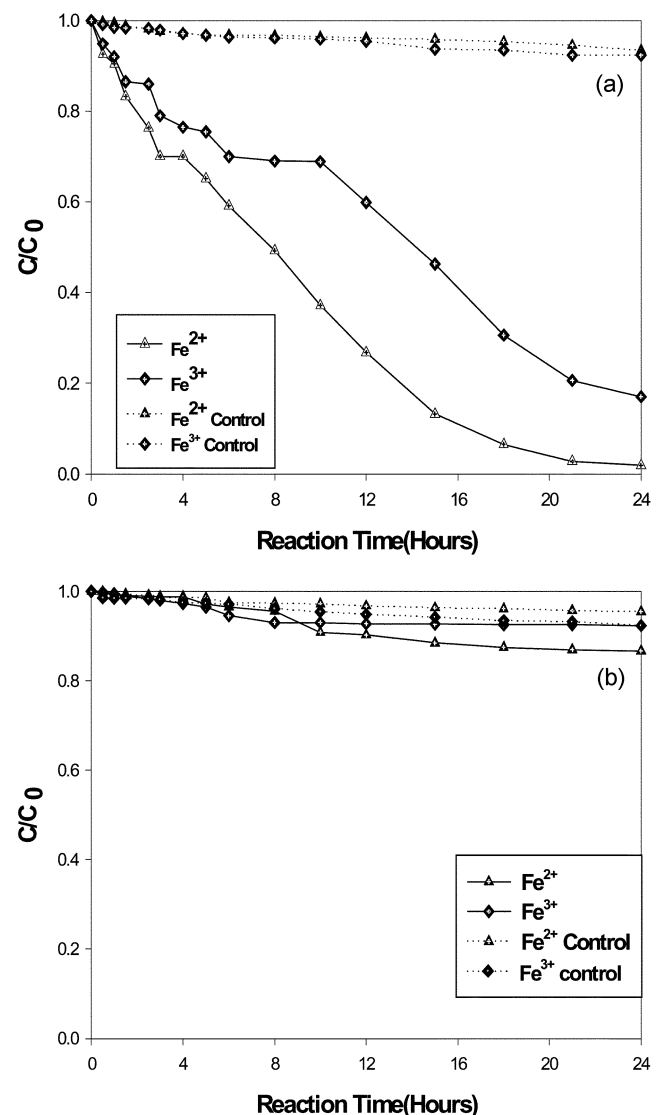 1.0
0.8
0.6
0.4
0.2
0.0
C/C0
(a)
Fe2+
Fe3+
Fe2+ Control
Fe3+ Control
0 4 8 12 16 20 24
Reaction Time(Hours)
1.0
0.8
0.6
0.4
0.2
0.0
C/C0
(b)
Fe2+
Fe3+
Fe2+ Control
Fe3+ control
0 4 8 12 16 20 24
Reaction Time(Hours)